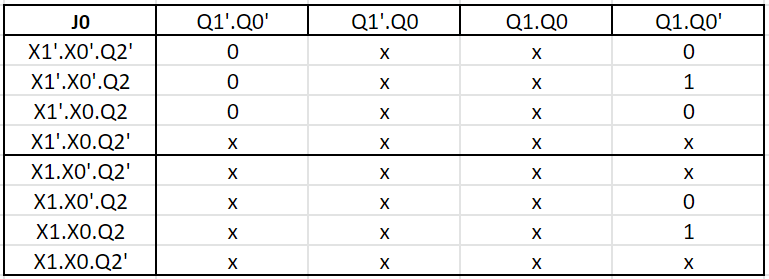 J0 Q1'.Q0' Q1'.Q0 Q1.Q0 Q1.Q0'
X1'.X0'.Q2' 0 x x 0
X1'.X0'.Q2 0 x x 1
X1'.X0.Q2 0 x x 0
X1'.X0.Q2' x x x x
X1.X0'.Q2' x x x x
X1.X0'.Q2 x x x 0
X1.X0.Q2 x x x 1
X1.X0.Q2' x x x x